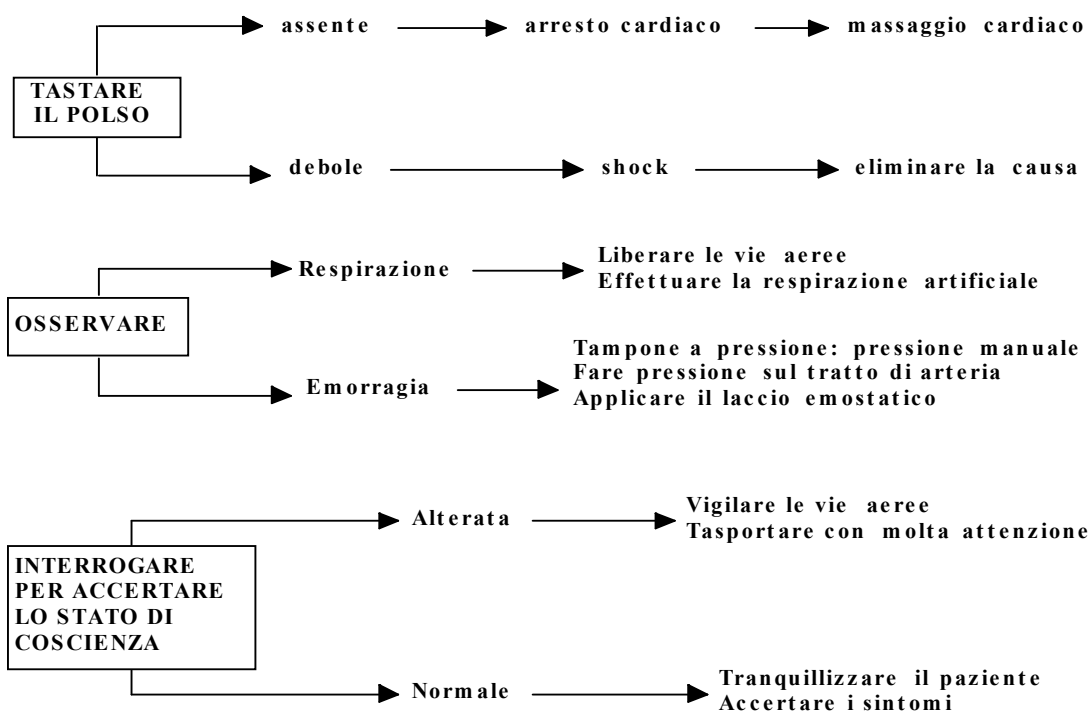 assente arresto cardiaco massaggio cardiaco
TASTARE
IL POLSO
debole shock eliminare la causa
Respirazione
Liberare le vie aeree
Effettuare la respirazione artificiale
OSSERVARE
Emorragia
Tampone a pressione: pressione manuale
Fare pressione sul tratto di arteria
Applicare il laccio emostatico
Alterata
Vigilare le vie aeree
Tasportare con molta attenzione
INTERROGARE
PER ACCERTARE
LO STATO DI
COSCIENZA
Normale
Tranquillizzare il paziente
Accertare i sintomi